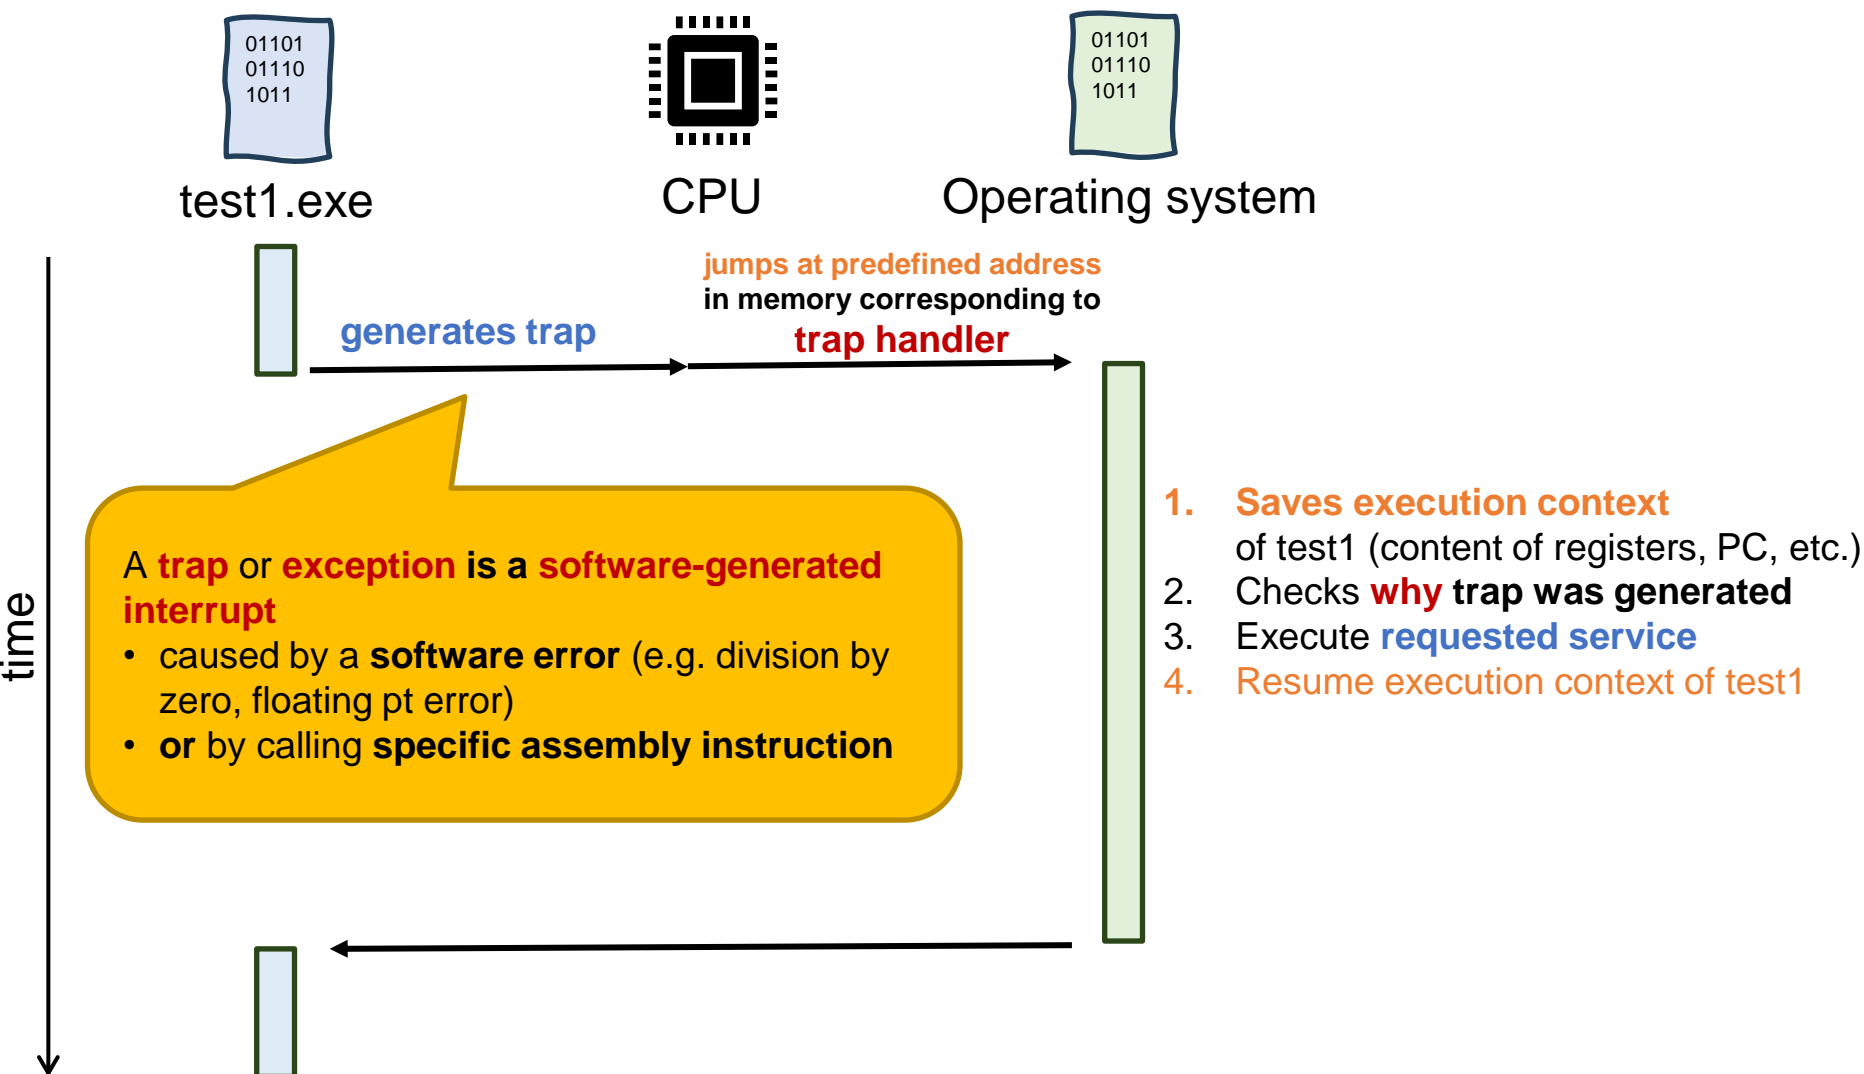 01101
01110
1011
01101
01110
1011
test1.exe
CPU
Operating system
jumps at predefined address
in memory corresponding to
trap handler
generates trap
time
A trap or exception is a software-generated
interrupt
• caused by a software error (e.g. division by
zero, floating pt error)
• or by calling specific assembly instruction
1. Saves execution context
of test1 (content of registers, PC, etc.)
2. Checks why trap was generated
3. Execute requested service
4. Resume execution context of test1